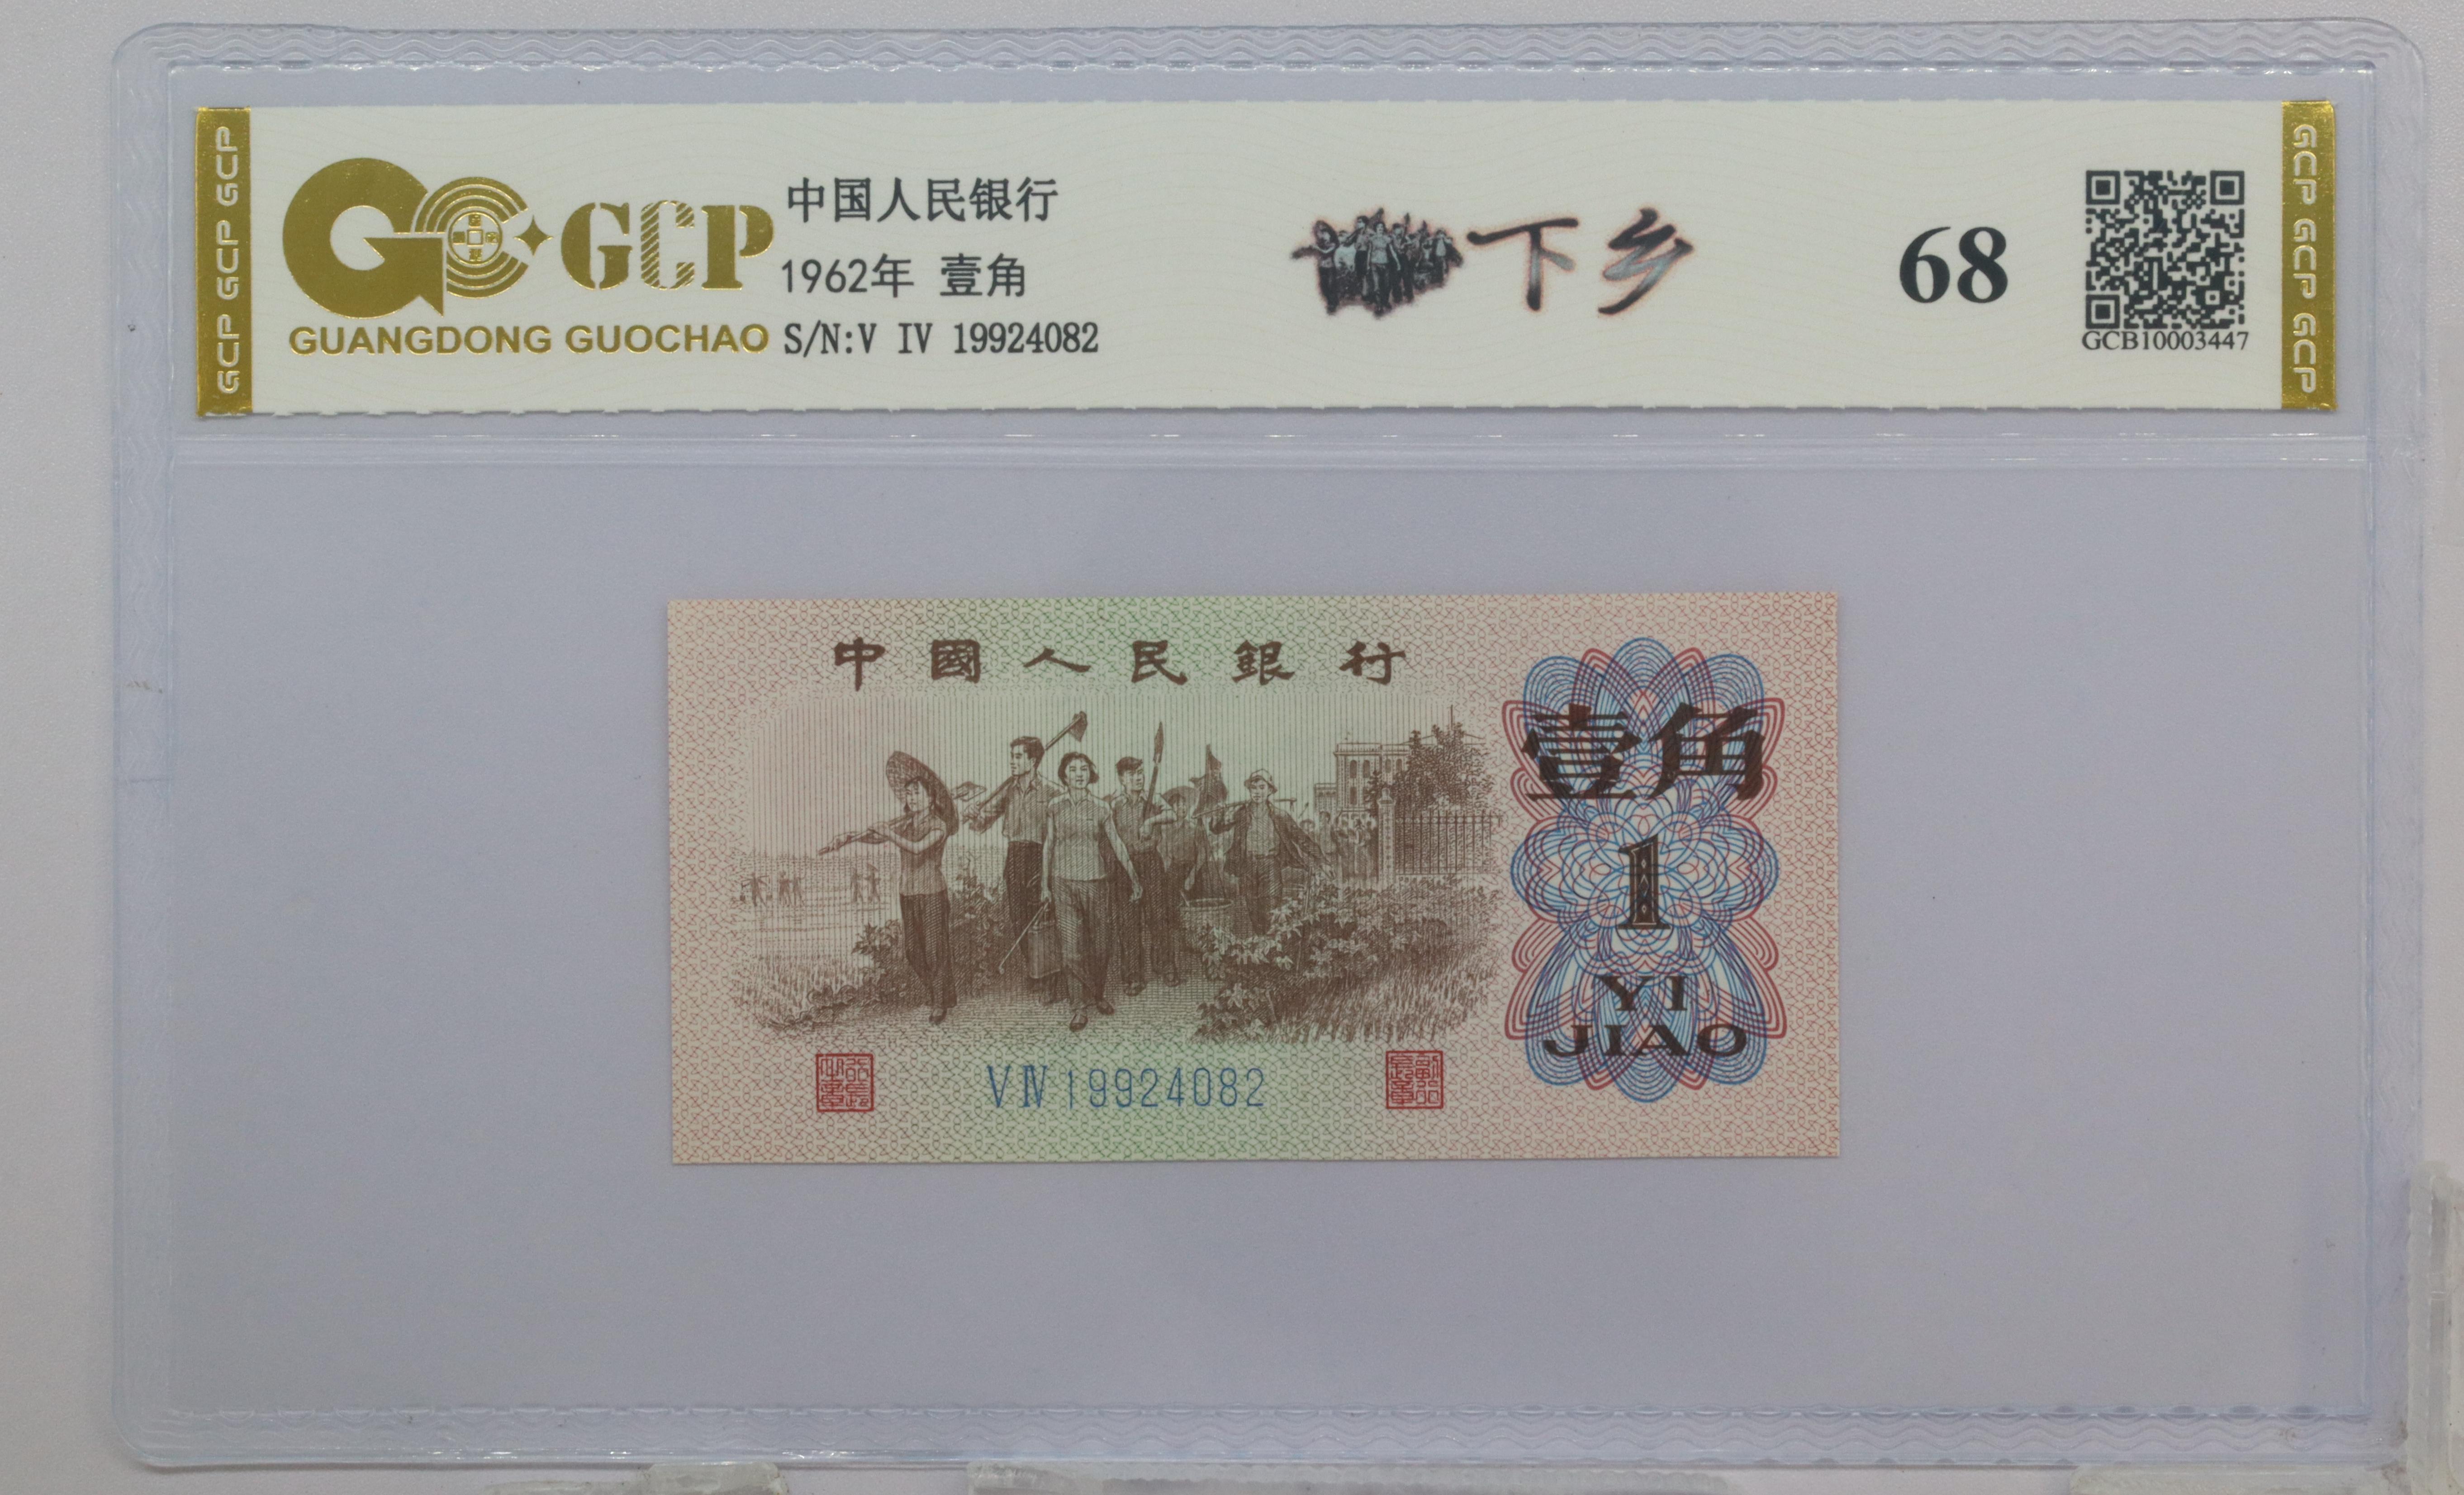 GCP GCP GCP
GCP
GUANGDONG GUOCHAO
中国人民银行
1962年 壹角
S/N:V IV 19924082
下乡
68
GCB10003447
GCP GCP GCP
中國人民銀行
壹角
1
YI
JIAO
VⅣ19924082